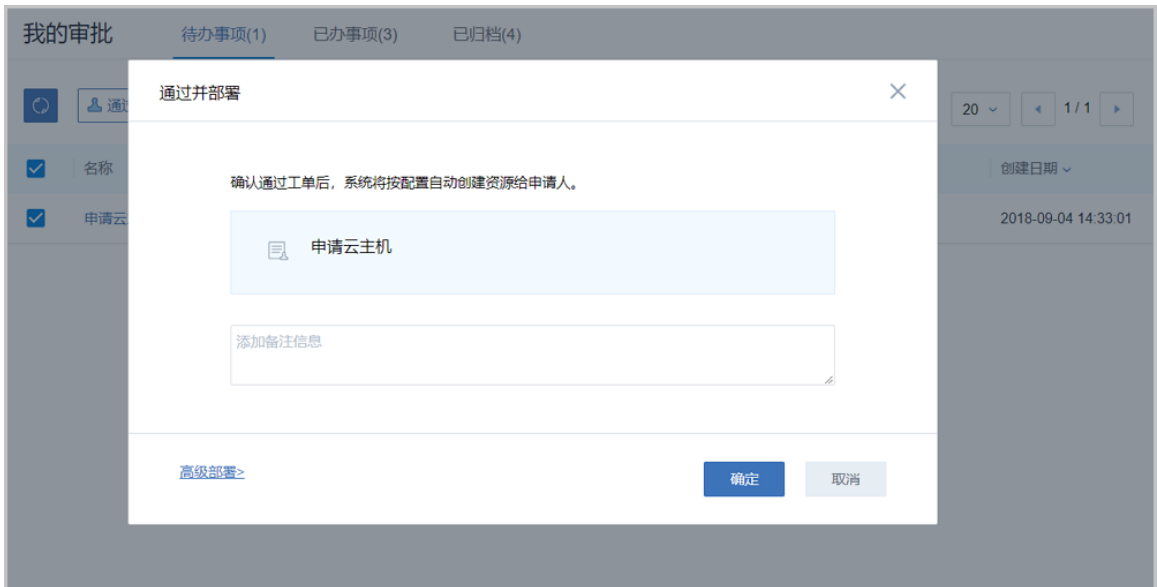 我的审批 待办事项(1) 已办事项(3) 已归档(4)
通过并部署
通过
20 1 / 1
名称 创建日期
确认通过工单后，系统将按配置自动创建资源给申请人。
申请云 2018-09-04 14:33:01
申请云主机
添加备注信息
高级部署> 确定 取消